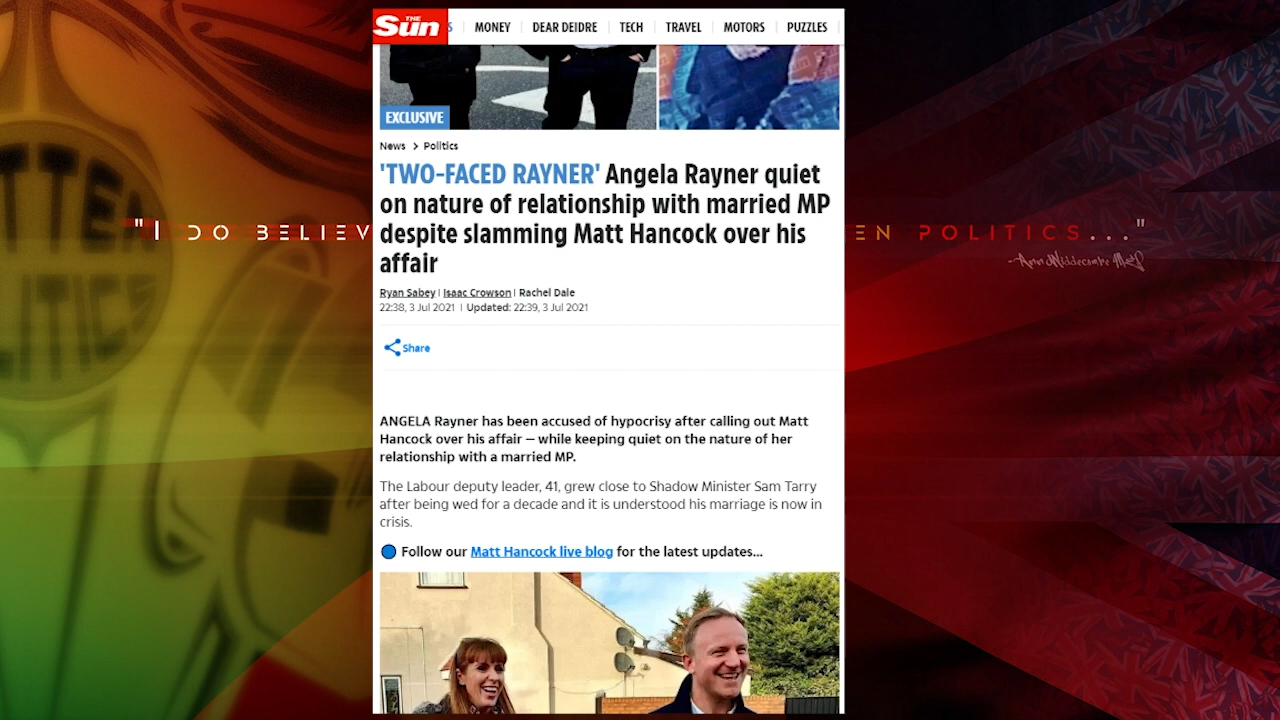 THE
Sun
MONEY
DEAR DEIDRE
TECH
TRAVEL
MOTORS
PUZZLES
EXCLUSIVE
News > Politics
'TWO-FACED RAYNER' Angela Rayner quiet
on nature of relationship with married MP
despite slamming Matt Hancock over his
affair
Ryan Sabey | Isaac Crowson | Rachel Dale
22:38, 3 Jul 2021 | Updated: 22:39, 3 Jul 2021
Share
ANGELA Rayner has been accused of hypocrisy after calling out Matt
Hancock over his affair – while keeping quiet on the nature of her
relationship with a married MP.
The Labour deputy leader, 41, grew close to Shadow Minister Sam Tarry
after being wed for a decade and it is understood his marriage is now in
crisis.
Follow our Matt Hancock live blog for the latest updates...
"I DO BELIEV
EN POLITICS..."
-Ann Widdecombe MEP